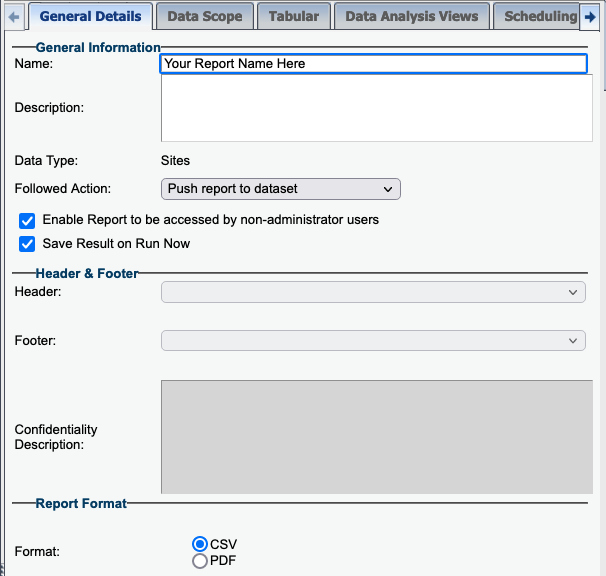 General Details Data Scope Tabular Data Analysis Views Scheduling
General Information
Name: Your Report Name Here
Description:
Data Type: Sites
Followed Action: Push report to dataset
Enable Report to be accessed by non-administrator users
Save Result on Run Now
Header & Footer
Header:
Footer:
Confidentiality
Description:
Report Format
Format: CSV
PDF